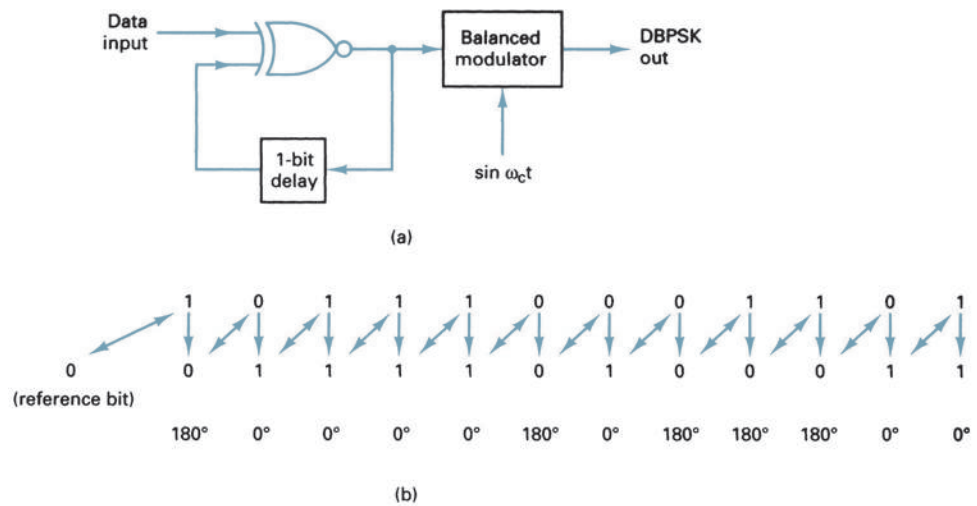 Data
input
Balanced
modulator
DBPSK
out
1-bit
delay
sin ω_ct
(a)
1 0 1 1 1 0 0 0 1 1 0 1
0 0 1 1 1 1 0 1 0 0 0 1 1
(reference bit)
180° 0° 0° 0° 0° 180° 0° 180° 180° 180° 0° 0°
(b)